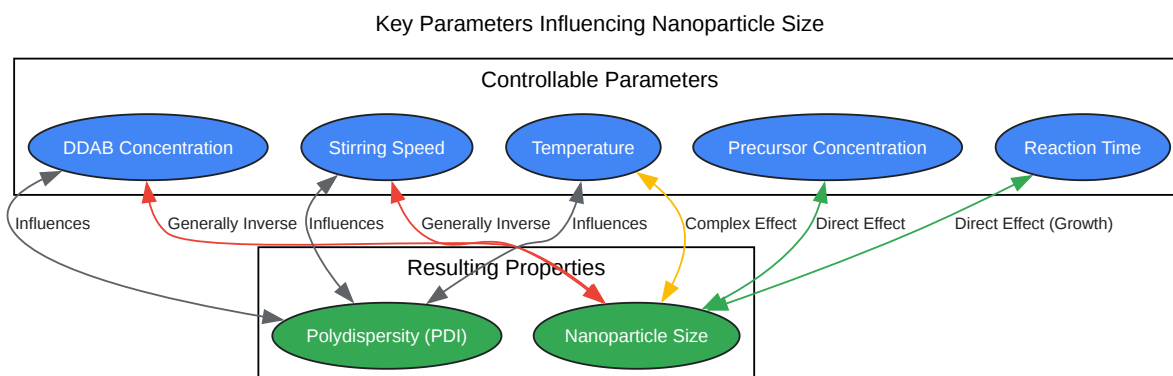 Key Parameters Influencing Nanoparticle Size
Controllable Parameters
DDAB Concentration
Stirring Speed
Temperature
Precursor Concentration
Reaction Time
Influences
Generally Inverse
Influences
Generally Inverse
Influences
Complex Effect
Direct Effect
Direct Effect (Growth)
Resulting Properties
Polydispersity (PDI)
Nanoparticle Size